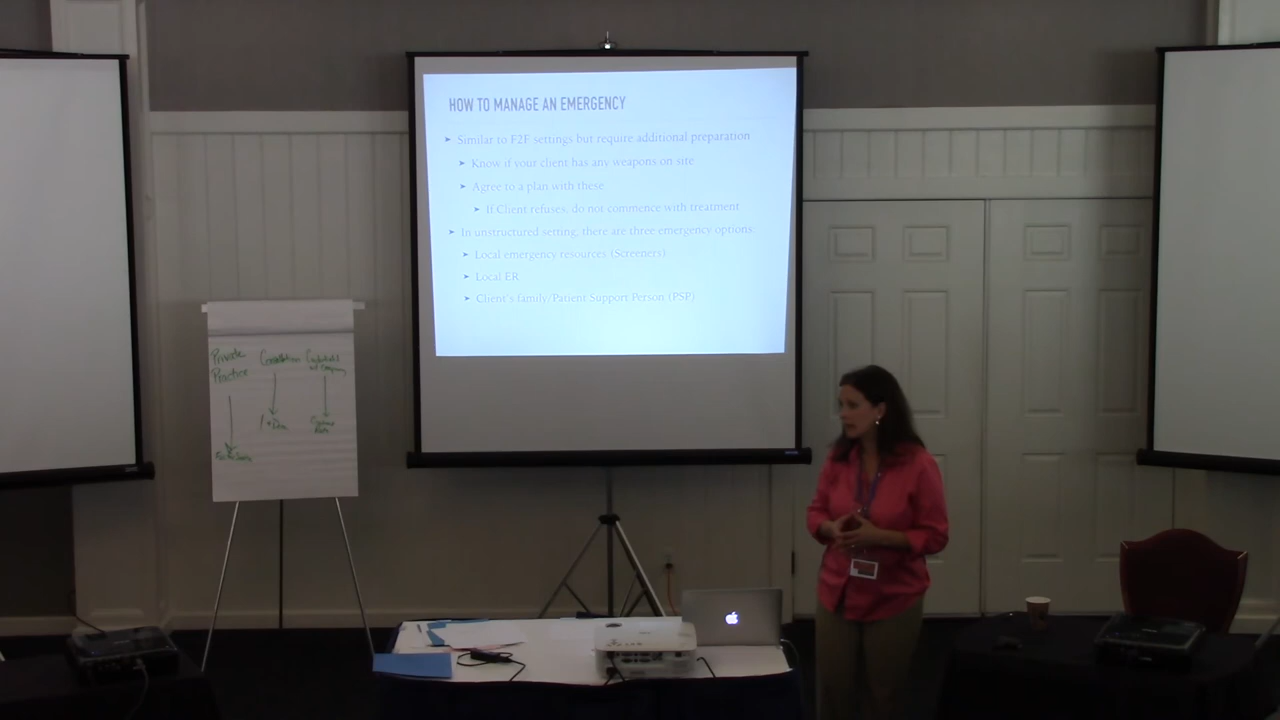 HOW TO MANAGE AN EMERGENCY
➤ Similar to F2F settings but require additional preparation
➤ Know if your client has any weapons on site
➤ Agree to a plan with these
➤ If Client refuses, do not commence with treatment
➤ In unstructured setting, there are three emergency options:
➤ Local emergency resources (Screeners)
➤ Local ER
➤ Client's family/Patient Support Person (PSP)
Private
Practice